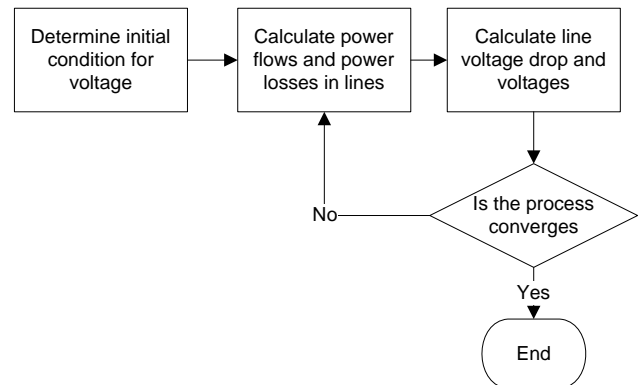 Determine initial
condition for
voltage
Calculate power
flows and power
losses in lines
Calculate line
voltage drop and
voltages
Is the process
converges
No
Yes
End